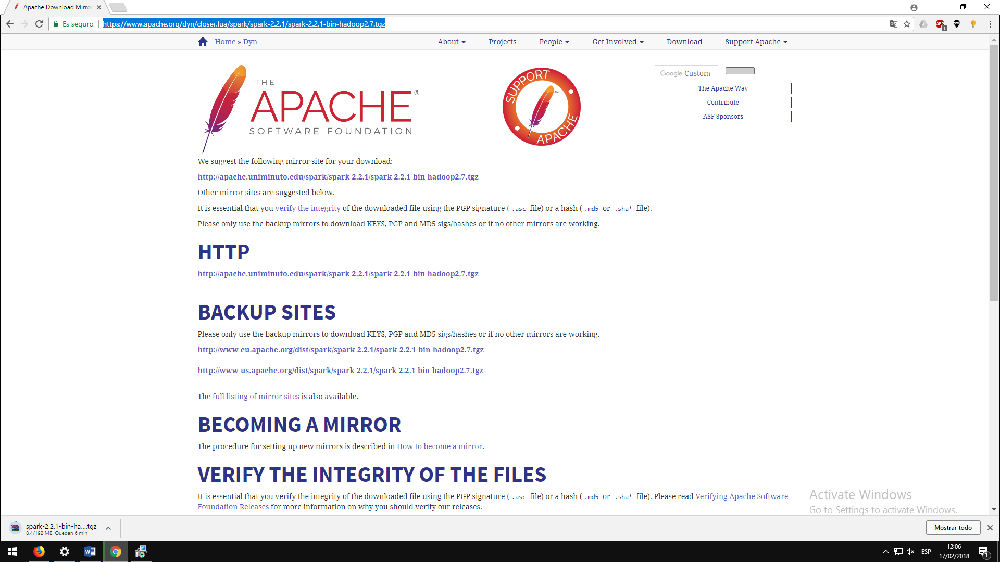 Apache Download Mirro
Es seguro
https://www.apache.org/dyn/closer.lua/spark/spark-2.2.1/spark-2.2.1-bin-hadoop2.7.tgz
ABP
1
Home » Dyn
About
Projects
People
Get Involved
Download
Support Apache
THE
APACHE®
SOFTWARE FOUNDATION
SUPPORT
APACHE
TM
Google Custom
The Apache Way
Contribute
ASF Sponsors
We suggest the following mirror site for your download:
http://apache.uniminuto.edu/spark/spark-2.2.1/spark-2.2.1-bin-hadoop2.7.tgz
Other mirror sites are suggested below.
It is essential that you verify the integrity of the downloaded file using the PGP signature ( .asc file) or a hash ( .md5 or .sha* file).
Please only use the backup mirrors to download KEYS, PGP and MD5 sigs/hashes or if no other mirrors are working.
HTTP
http://apache.uniminuto.edu/spark/spark-2.2.1/spark-2.2.1-bin-hadoop2.7.tgz
BACKUP SITES
Please only use the backup mirrors to download KEYS, PGP and MD5 sigs/hashes or if no other mirrors are working.
http://www-eu.apache.org/dist/spark/spark-2.2.1/spark-2.2.1-bin-hadoop2.7.tgz
http://www-us.apache.org/dist/spark/spark-2.2.1/spark-2.2.1-bin-hadoop2.7.tgz
The full listing of mirror sites is also available.
BECOMING A MIRROR
The procedure for setting up new mirrors is described in How to become a mirror.
VERIFY THE INTEGRITY OF THE FILES
It is essential that you verify the integrity of the downloaded file using the PGP signature ( .asc file) or a hash ( .md5 or .sha* file). Please read Verifying Apache Software
Foundation Releases for more information on why you should verify our releases.
Activate Windows
Go to Settings to activate Windows.
spark-2.2.1-bin-ha....tgz
8.4/192 MB, Quedan 6 min
Mostrar todo
ESP
12:06
17/02/2018
1